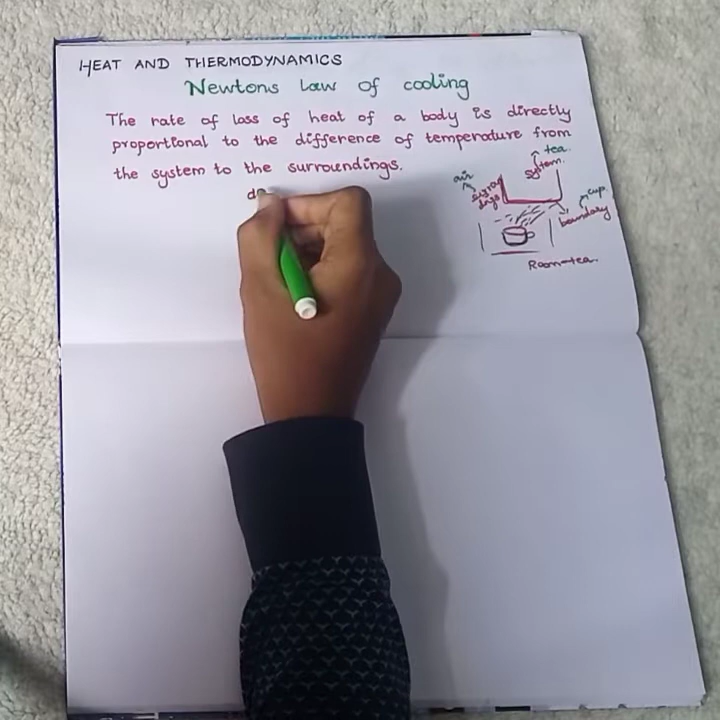 HEAT AND THERMODYNAMICS
Newtons law of cooling
The rate of loss of heat of a body is directly
proportional to the difference of temperature from
the system to the surroundings.
tea.
system.
air
cup.
boundary
Room-tea.